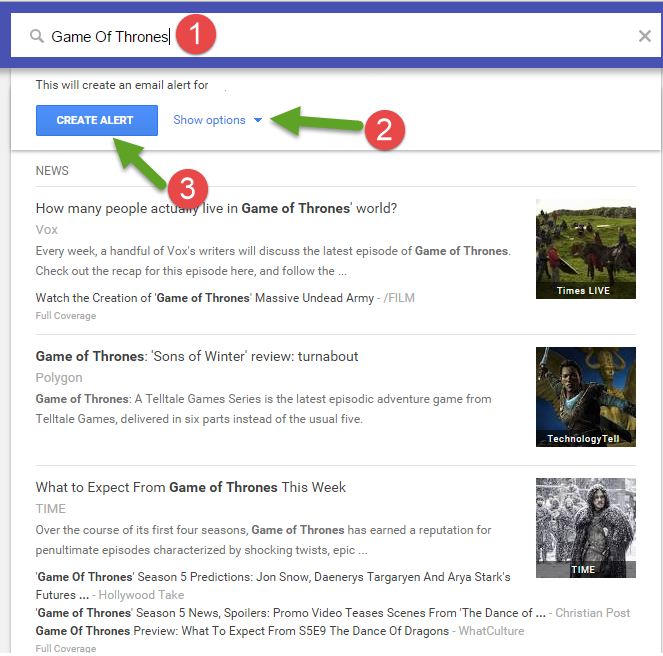 Game Of Thrones
1
This will create an email alert for
CREATE ALERT
Show options
2
3
NEWS
How many people actually live in Game of Thrones' world?
Vox
Every week, a handful of Vox's writers will discuss the latest episode of Game of Thrones.
Check out the recap for this episode here, and follow the ...
Watch the Creation of 'Game of Thrones' Massive Undead Army - /FILM
Full Coverage
Times LIVE
Game of Thrones: 'Sons of Winter' review: turnabout
Polygon
Game of Thrones: A Telltale Games Series is the latest episodic adventure game from
Telltale Games, delivered in six parts instead of the usual five.
TechnologyTell
What to Expect From Game of Thrones This Week
TIME
Over the course of its first four seasons, Game of Thrones has earned a reputation for
penultimate episodes characterized by shocking twists, epic ...
TIME
'Game Of Thrones' Season 5 Predictions: Jon Snow, Daenerys Targaryen And Arya Stark's
Futures ... - Hollywood Take
'Game of Thrones' Season 5 News, Spoilers: Promo Video Teases Scenes From 'The Dance of ... - Christian Post
Game Of Thrones Preview: What To Expect From S5E9 The Dance Of Dragons - WhatCulture
Full Coverage